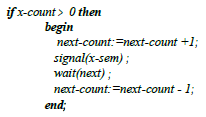 if x-count > 0 then
begin
next-count:=next-count +1;
signal(x-sem) ;
wait(next) ;
next-count:=next-count - 1;
end;